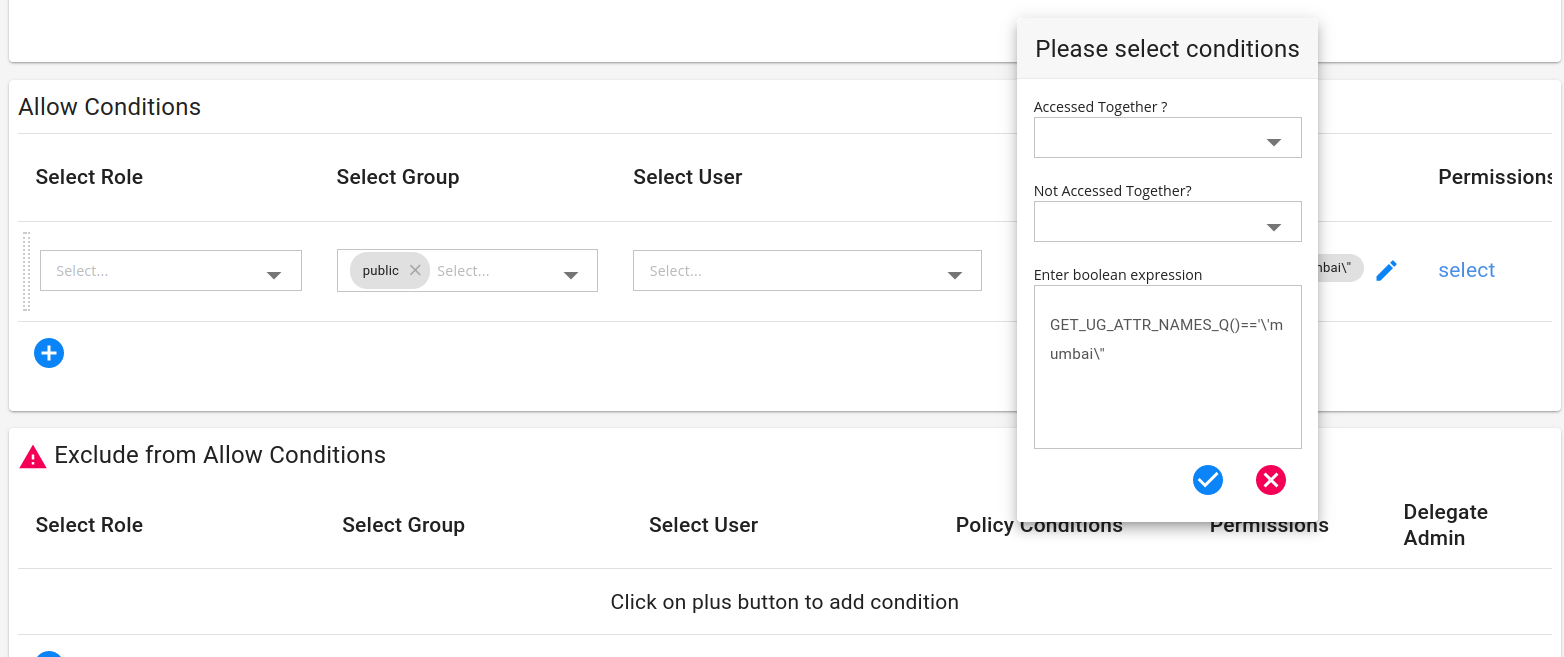 Please select conditions
Allow Conditions
Accessed Together ?
Select Role Select Group Select User Permissions
Not Accessed Together?
Select... public Select... Select... select
Enter boolean expression
GET_UG_ATTR_NAMES_Q()=='\'m
umbai\"
Exclude from Allow Conditions
Select Role Select Group Select User Policy Conditions Permissions Delegate
Admin
Click on plus button to add condition